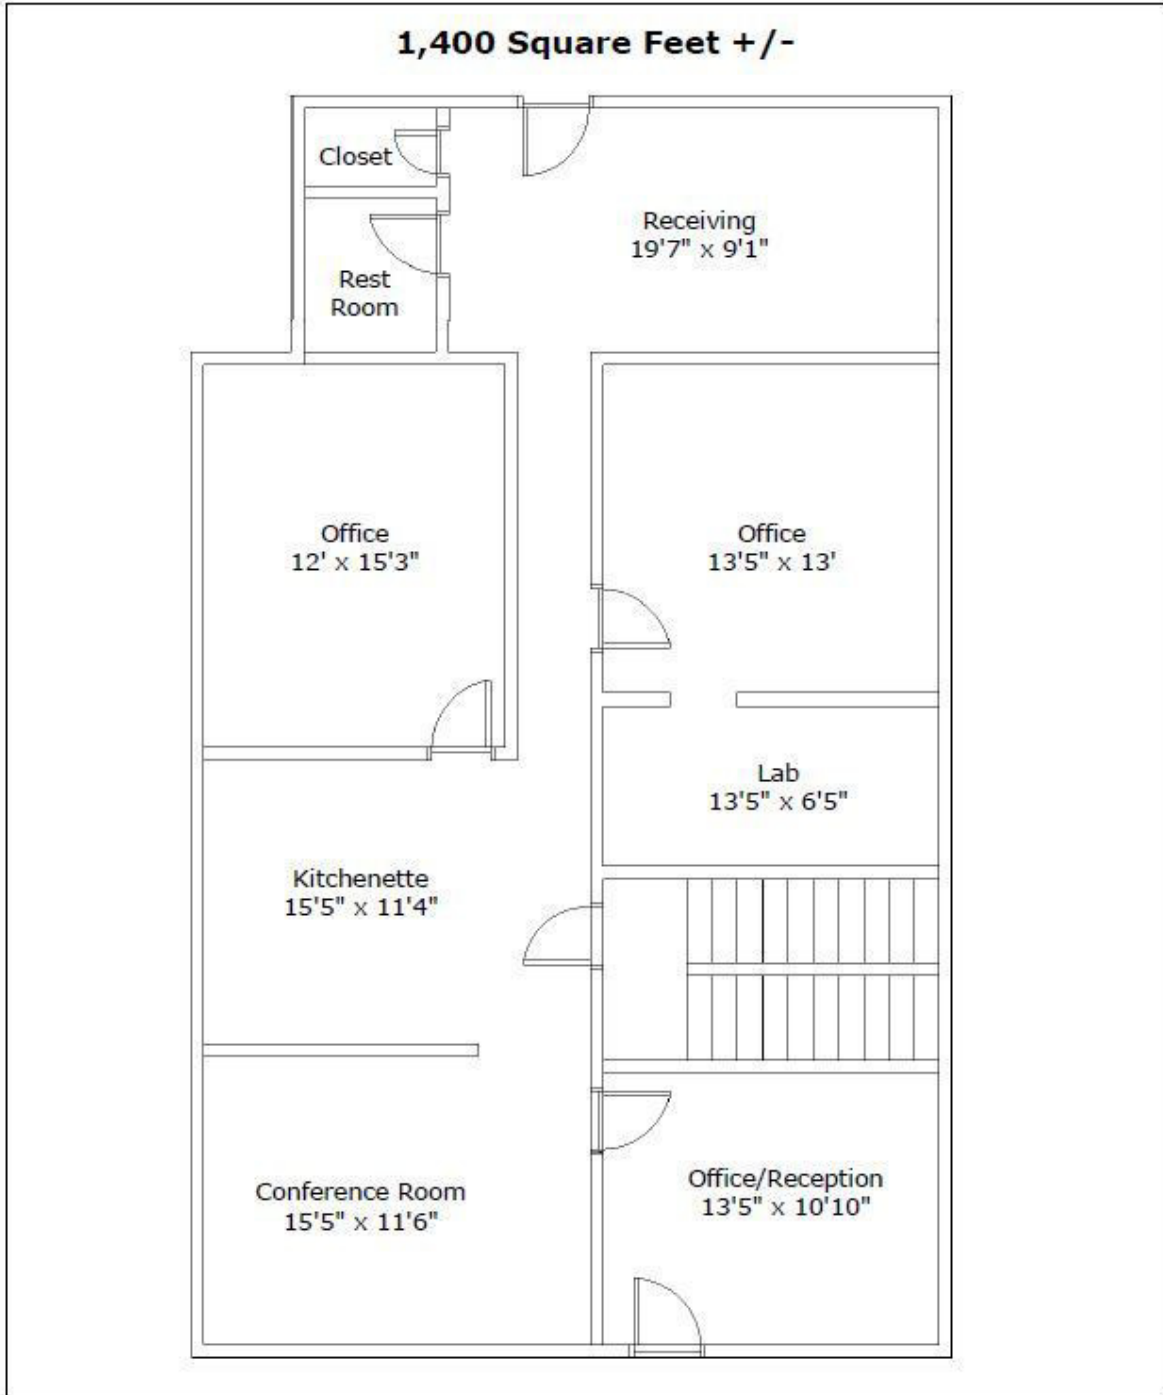 1,400 Square Feet +/-
Closet
Receiving
19'7" x 9'1"
Rest
Room
Office
12' x 15'3"
Office
13'5" x 13'
Lab
13'5" x 6'5"
Kitchenette
15'5" x 11'4"
Conference Room
15'5" x 11'6"
Office/Reception
13'5" x 10'10"